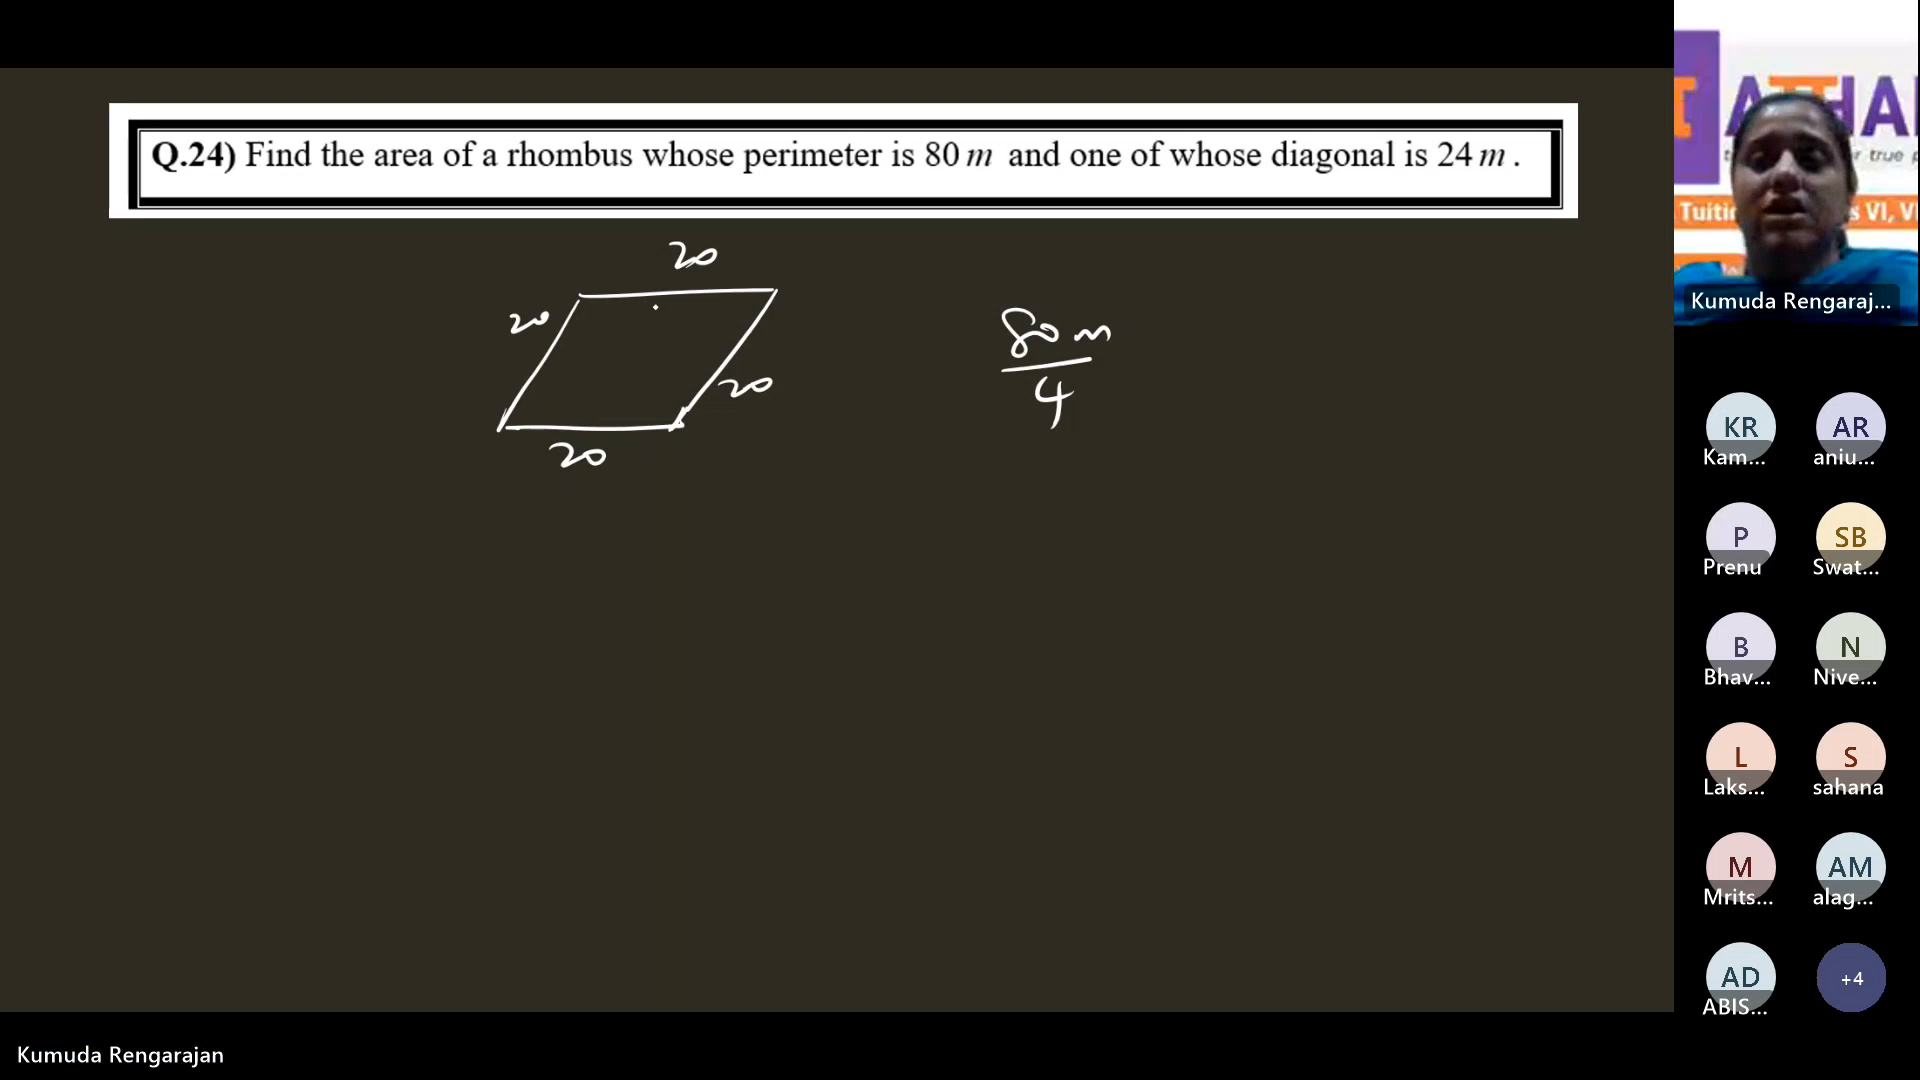 Q.24) Find the area of a rhombus whose perimeter is 80 m and one of whose diagonal is 24 m .
20
20
20
20
80 m
4
true p
Tuiti
s VI, V
Kumuda Rengaraj...
KR
Kam...
AR
aniu...
P
Prenu
SB
Swat...
B
Bhav...
N
Nive...
L
Laks...
S
sahana
M
Mrits...
AM
alag...
AD
ABIS...
+4
Kumuda Rengarajan